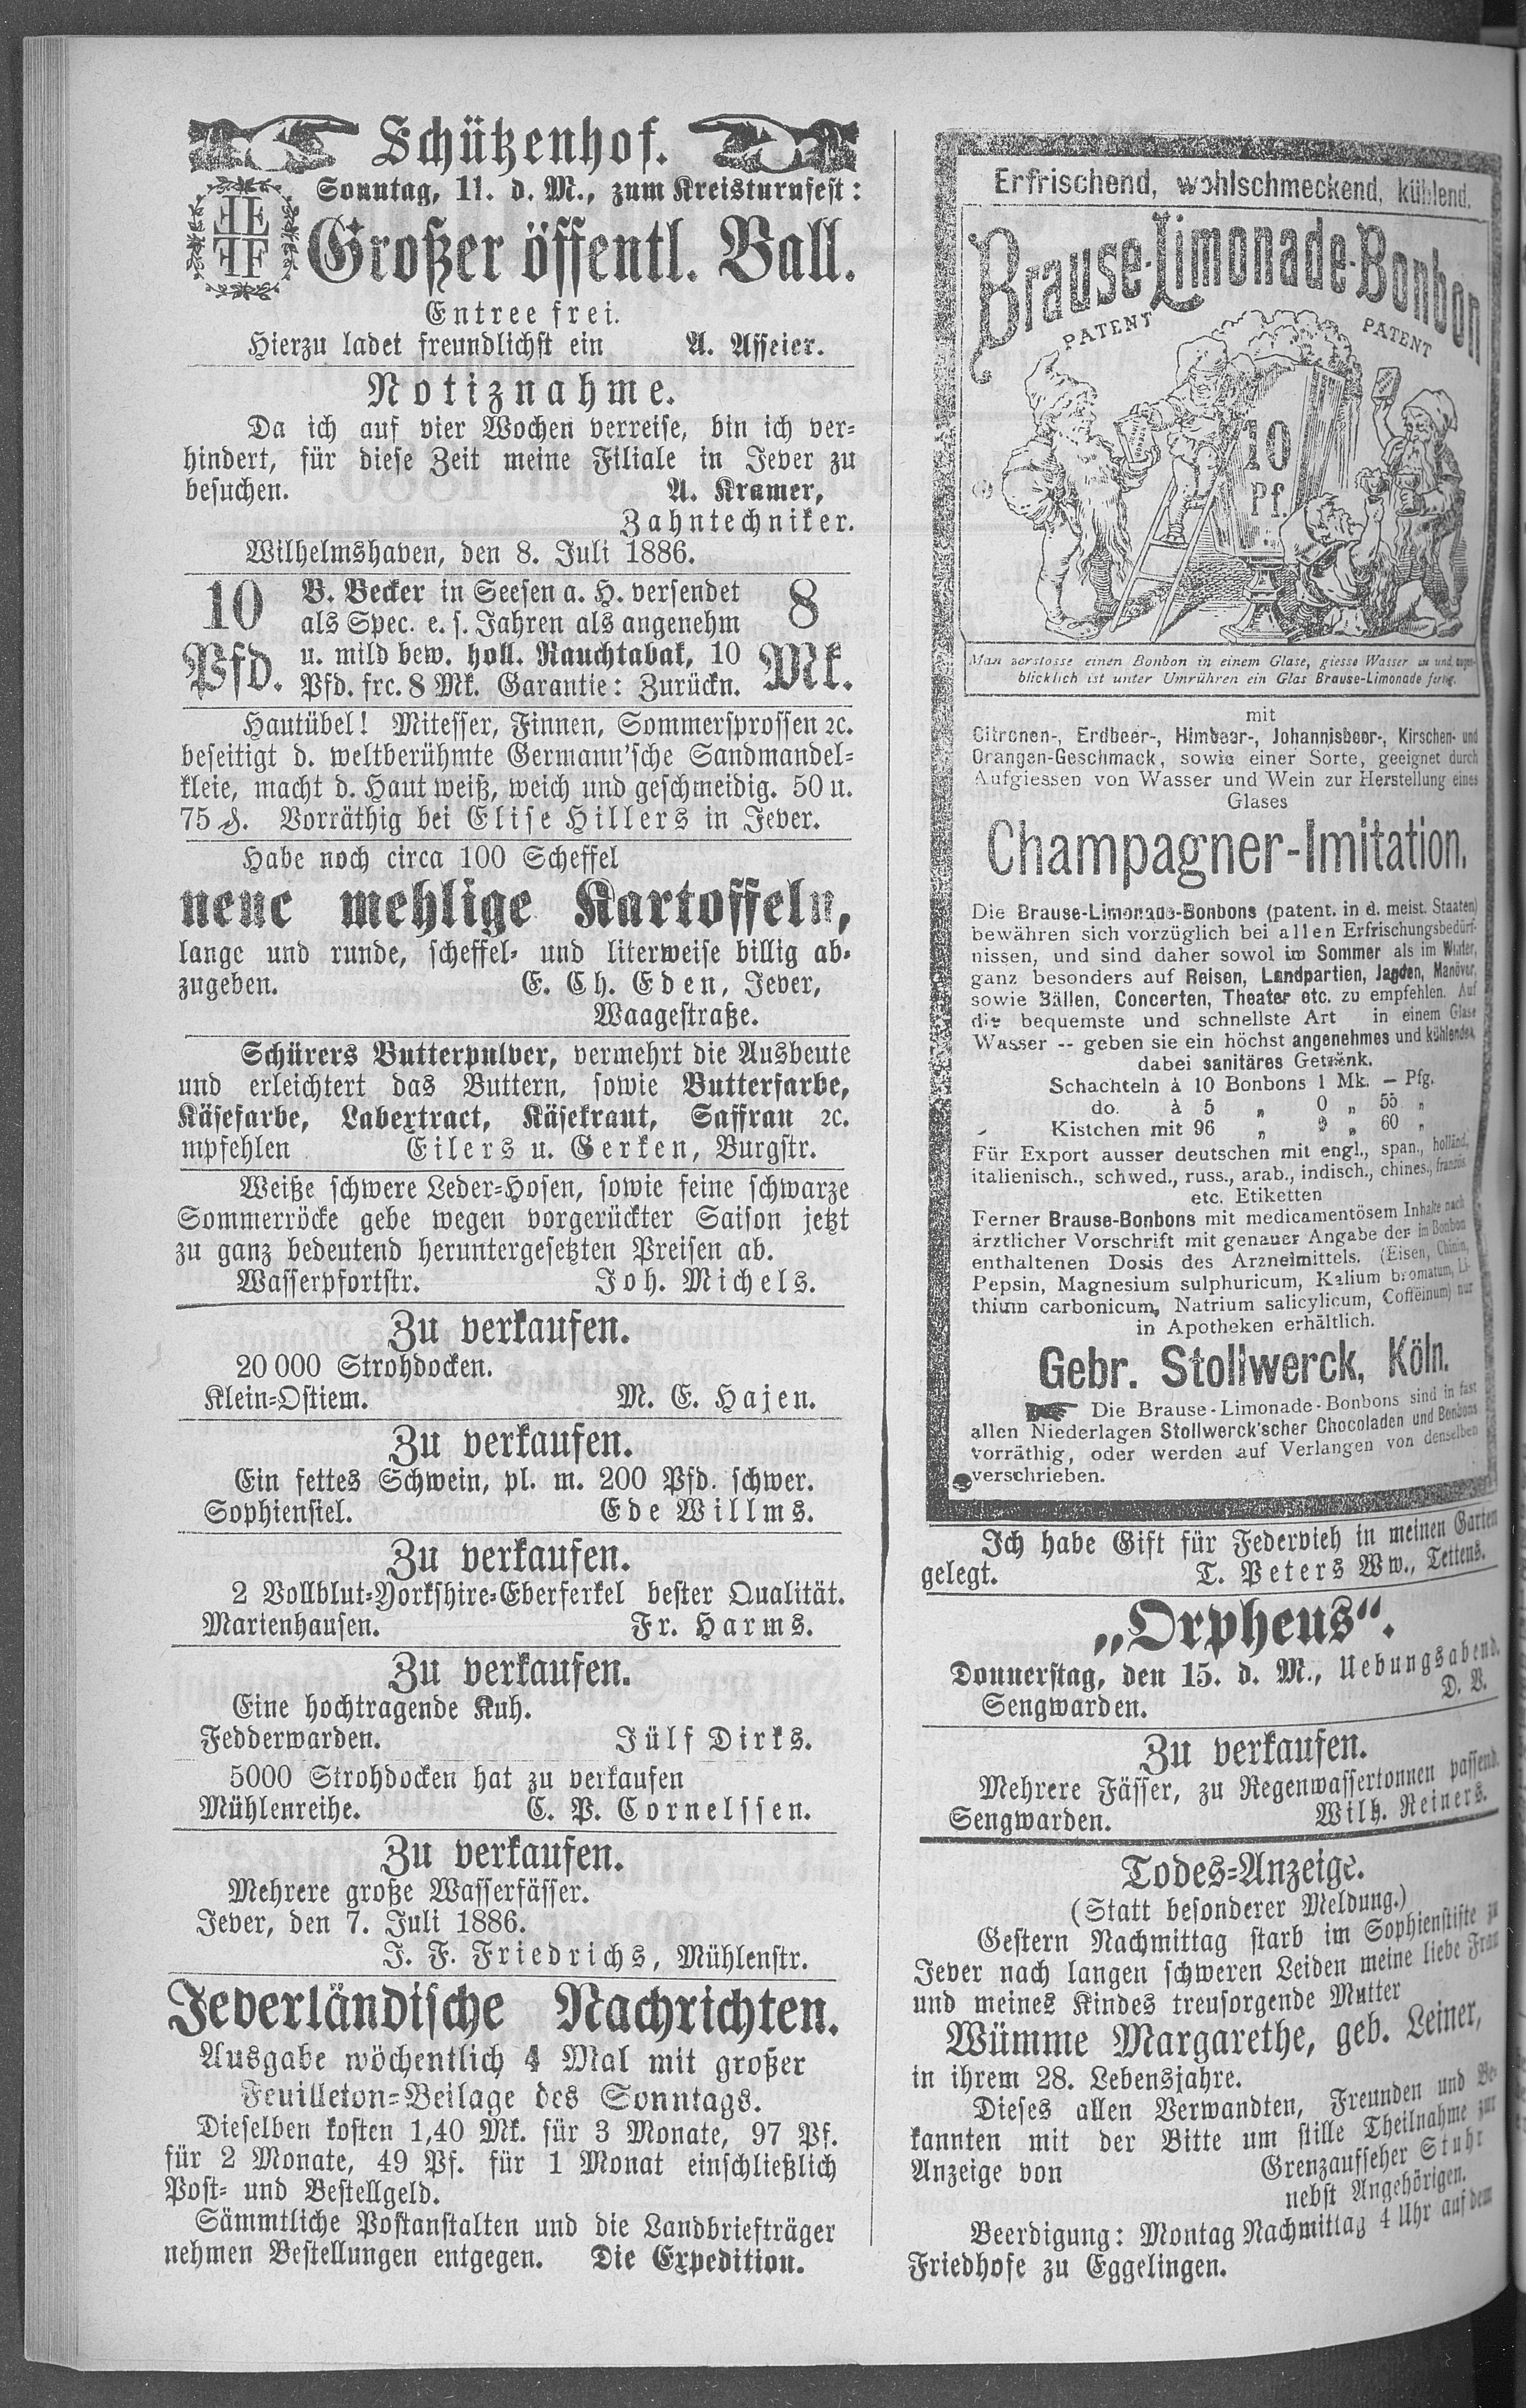 Schützenhof.
Sonntag, 11. d. M., zum Kreisturnfest:
Großer öffentl. Ball.
Entree frei.
Hierzu ladet freundlichst ein A. Asseier.
Notiznahme.
Da ich auf vier Wochen verreise, bin ich ver-
hindert, für diese Zeit meine Filiale in Jever zu
besuchen. A. Kramer,
Zahntechniker.
Wilhelmshaven, den 8. Juli 1886.
10 Pfd.
B. Becker in Seesen a. H. versendet
als Spec. e. s. Jahren als angenehm
u. mild bew. holl. Rauchtabak, 10
Pfd. frc. 8 Mk. Garantie: Zurückn.
8 Mk.
Hautübel! Mitesser, Finnen, Sommersprossen ꝛc.
beseitigt d. weltberühmte Germann'sche Sandmandel-
kleie, macht d. Haut weiß, weich und geschmeidig. 50 u.
75 ₰. Vorräthig bei Elise Hillers in Jever.
Habe noch circa 100 Scheffel
neue mehlige Kartoffeln,
lange und runde, scheffel- und literweise billig ab-
zugeben. E. Ch. Eden, Jever,
Waagestraße.
Schürers Butterpulver, vermehrt die Ausbeute
und erleichtert das Buttern, sowie Butterfarbe,
Käsefarbe, Labextract, Käsekraut, Saffran ꝛc.
mpfehlen Eilers u. Gerken, Burgstr.
Weiße schwere Leder-Hosen, sowie feine schwarze
Sommerröcke gebe wegen vorgerückter Saison jetzt
zu ganz bedeutend heruntergesetzten Preisen ab.
Wasserpfortstr. Joh. Michels.
Zu verkaufen.
20 000 Strohdocken.
Klein-Ostiem. M. E. Hajen.
Zu verkaufen.
Ein fettes Schwein, pl. m. 200 Pfd. schwer.
Sophiensiel. Ede Willms.
Zu verkaufen.
2 Vollblut-Yorkshire-Eberferkel bester Qualität.
Marienhausen. Fr. Harms.
Zu verkaufen.
Eine hochtragende Kuh.
Fedderwarden. Jülf Dirks.
5000 Strohdocken hat zu verkaufen
Mühlenreihe. C. P. Cornelssen.
Zu verkaufen.
Mehrere große Wasserfässer.
Jever, den 7. Juli 1886.
J. F. Friedrichs, Mühlenstr.
Jeverländische Nachrichten.
Ausgabe wöchentlich 4 Mal mit großer
Feuilleton-Beilage des Sonntags.
Dieselben kosten 1,40 Mk. für 3 Monate, 97 Pf.
für 2 Monate, 49 Pf. für 1 Monat einschließlich
Post- und Bestellgeld.
Sämmtliche Postanstalten und die Landbriefträger
nehmen Bestellungen entgegen. Die Expedition.
Erfrischend, wohlschmeckend, kühlend.
Brause-Limonade-Bonbon
PATENT PATENT
10
Pf.
Man zerstosse einen Bonbon in einem Glase, giesse Wasser zu und augen-
blicklich ist unter Umrühren ein Glas Brause-Limonade fertig.
mit
Citronen-, Erdbeer-, Himbeer-, Johannisbeer-, Kirschen- und
Orangen-Geschmack, sowie einer Sorte, geeignet durch
Aufgiessen von Wasser und Wein zur Herstellung eines
Glases
Champagner-Imitation.
Die Brause-Limonade-Bonbons (patent. in d. meist. Staaten)
bewähren sich vorzüglich bei allen Erfrischungsbedürf-
nissen, und sind daher sowol im Sommer als im Winter,
ganz besonders auf Reisen, Landpartien, Jagden, Manöver,
sowie Bällen, Concerten, Theater etc. zu empfehlen. Auf
die bequemste und schnellste Art in einem Glase
Wasser -- geben sie ein höchst angenehmes und kühlendes,
dabei sanitäres Getränk.
Schachteln à 10 Bonbons 1 Mk. — Pfg.
do. à 5 „ 0 „ 55 „
Kistchen mit 96 „ 9 „ 60 „
Für Export ausser deutschen mit engl., span., holländ.,
italienisch., schwed., russ., arab., indisch., chines., französ.
etc. Etiketten
Ferner Brause-Bonbons mit medicamentösem Inhalte nach
ärztlicher Vorschrift mit genauer Angabe der im Bonbon
enthaltenen Dosis des Arzneimittels. (Eisen, Chinin,
Pepsin, Magnesium sulphuricum, Kalium bromatum, Li-
thium carbonicum, Natrium salicylicum, Coffeinum) nur
in Apotheken erhältlich.
Gebr. Stollwerck, Köln.
Die Brause-Limonade-Bonbons sind in fast
allen Niederlagen Stollwerck'scher Chocoladen und Bonbons
vorräthig, oder werden auf Verlangen von denselben
verschrieben.
Ich habe Gift für Federvieh in meinen Garten
gelegt. T. Peters Ww., Tettens.
„Orpheus“.
Donnerstag, den 15. d. M., Uebungsabend.
Sengwarden. D. V.
Zu verkaufen.
Mehrere Fässer, zu Regenwassertonnen passend.
Sengwarden. Wilh. Reiners.
Todes-Anzeige.
(Statt besonderer Meldung.)
Gestern Nachmittag starb im Sophienstifte zu
Jever nach langen schweren Leiden meine liebe Frau
und meines Kindes treusorgende Mutter
Wümme Margarethe, geb. Leiner,
in ihrem 28. Lebensjahre.
Dieses allen Verwandten, Freunden und Be-
kannten mit der Bitte um stille Theilnahme zur
Anzeige von Grenzaufseher Stuhr
nebst Angehörigen.
Beerdigung: Montag Nachmittag 4 Uhr auf dem
Friedhofe zu Eggelingen.